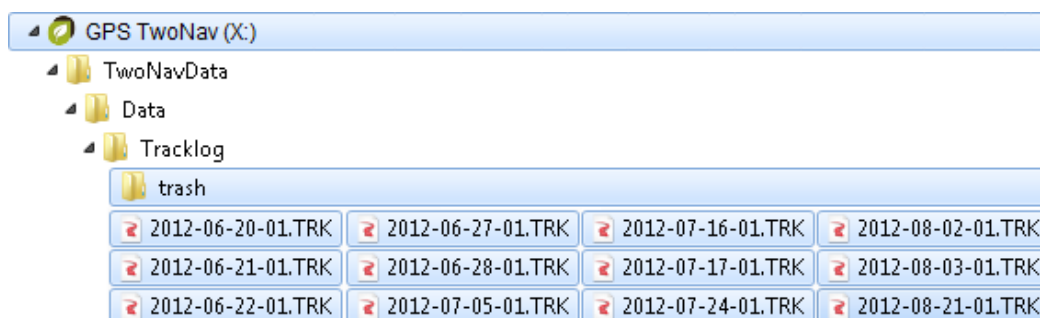 GPS TwoNav (X:)
TwoNavData
Data
Tracklog
trash
2012-06-20-01.TRK 2012-06-27-01.TRK 2012-07-16-01.TRK 2012-08-02-01.TRK
2012-06-21-01.TRK 2012-06-28-01.TRK 2012-07-17-01.TRK 2012-08-03-01.TRK
2012-06-22-01.TRK 2012-07-05-01.TRK 2012-07-24-01.TRK 2012-08-21-01.TRK